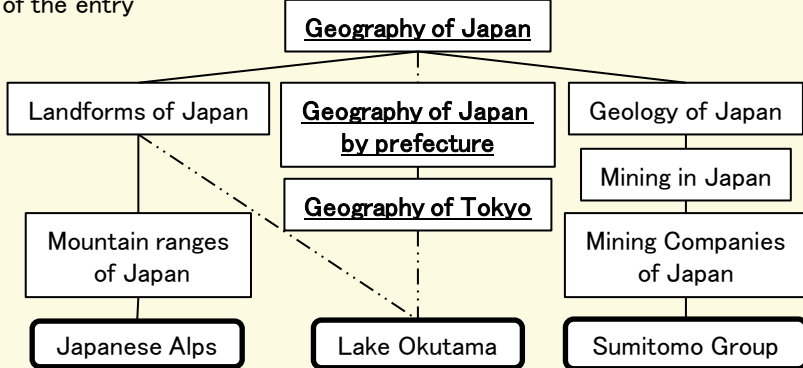 of the entry
Geography of Japan
Landforms of Japan
Geography of Japan
by prefecture
Geology of Japan
Mining in Japan
Geography of Tokyo
Mountain ranges
of Japan
Mining Companies
of Japan
Japanese Alps
Lake Okutama
Sumitomo Group